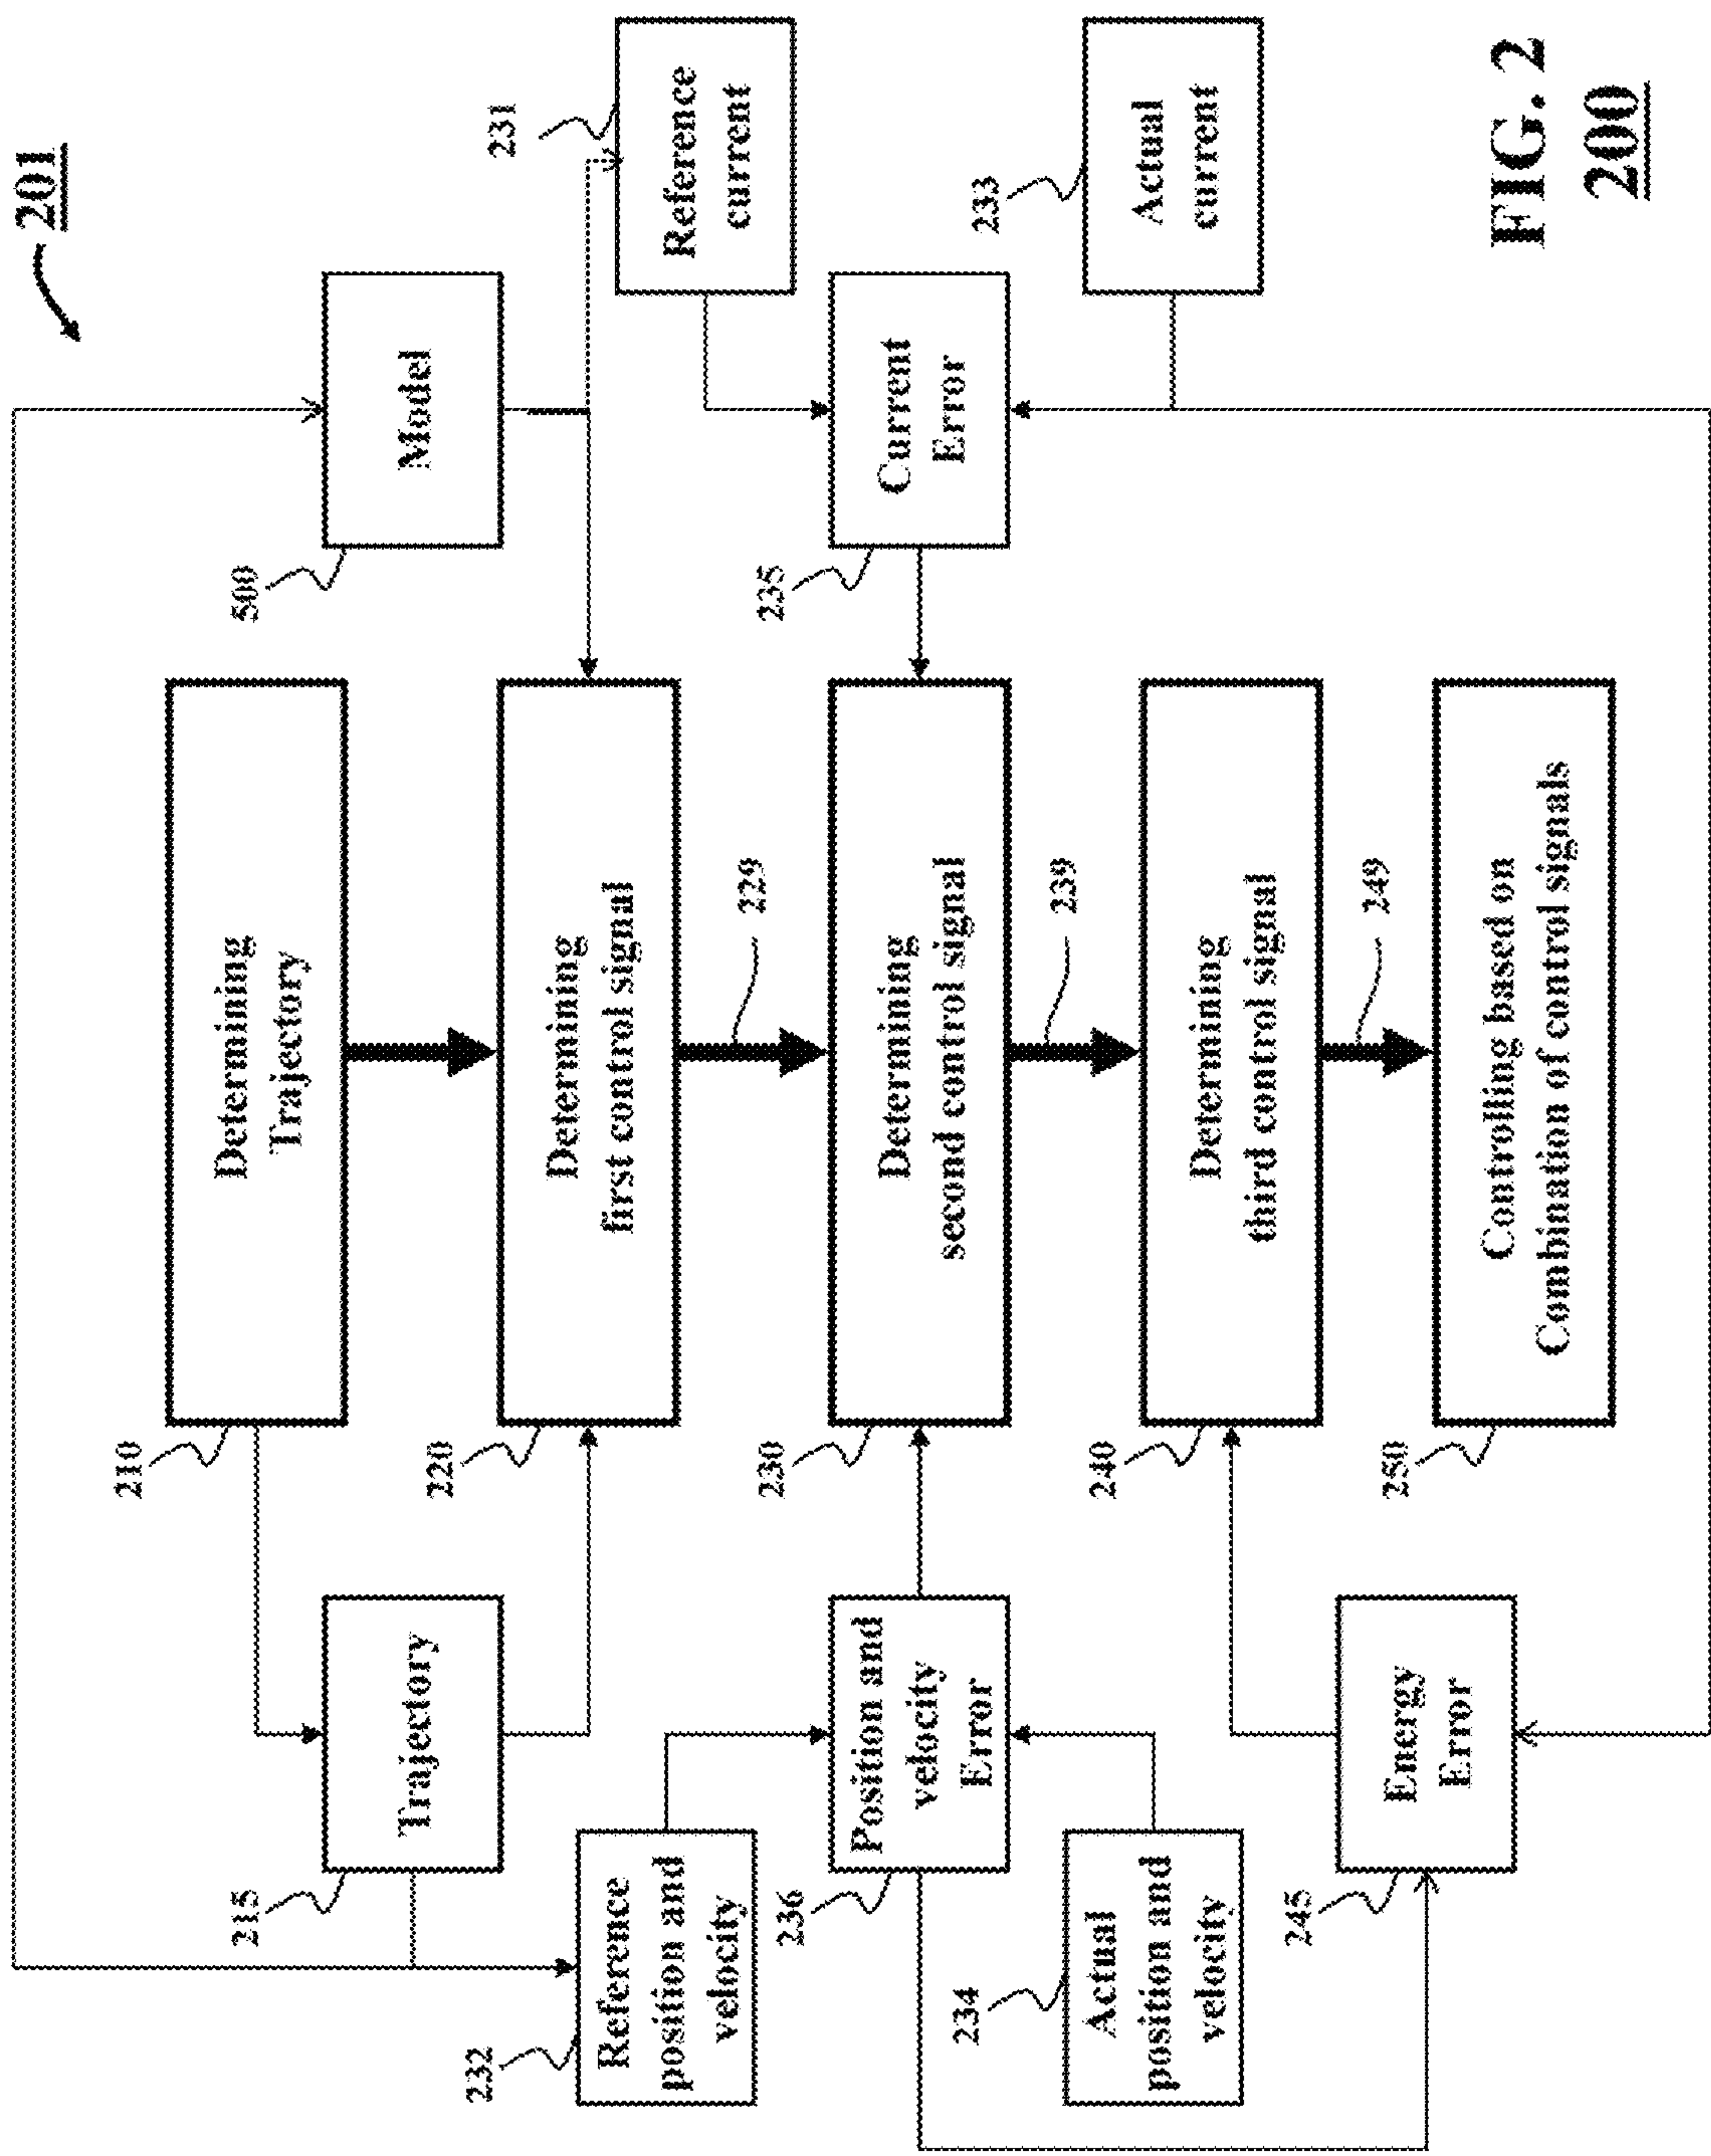 201
210
Determining
Trajectory
215
Trajectory
500
Model
220
Determining
first control signal
229
231
Reference
current
232
Reference
position and
velocity
230
Determining
second control signal
239
236
Position and
velocity
Error
235
Current
Error
233
Actual
current
234
Actual
position and
velocity
240
Determining
third control signal
249
245
Energy
Error
250
Controlling based on
Combination of control signals
FIG. 2
200